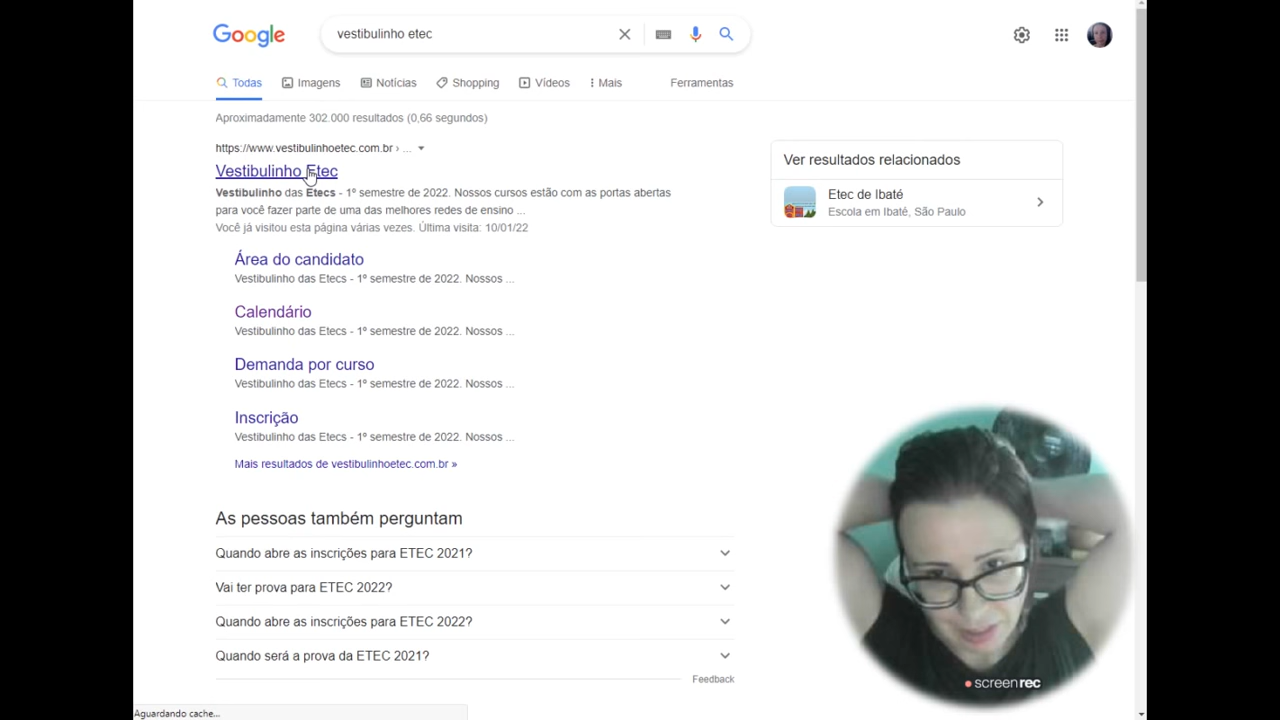 Google
vestibulinho etec
Todas
Imagens
Notícias
Shopping
Vídeos
Mais
Ferramentas
Aproximadamente 302.000 resultados (0,66 segundos)
https://www.vestibulinhoetec.com.br › ...
Vestibulinho Etec
Vestibulinho das Etecs - 1º semestre de 2022. Nossos cursos estão com as portas abertas
para você fazer parte de uma das melhores redes de ensino ...
Você já visitou esta página várias vezes. Última visita: 10/01/22
Área do candidato
Vestibulinho das Etecs - 1º semestre de 2022. Nossos ...
Calendário
Vestibulinho das Etecs - 1º semestre de 2022. Nossos ...
Demanda por curso
Vestibulinho das Etecs - 1º semestre de 2022. Nossos ...
Inscrição
Vestibulinho das Etecs - 1º semestre de 2022. Nossos ...
Mais resultados de vestibulinhoetec.com.br »
As pessoas também perguntam
Quando abre as inscrições para ETEC 2021?
Vai ter prova para ETEC 2022?
Quando abre as inscrições para ETEC 2022?
Quando será a prova da ETEC 2021?
Feedback
Ver resultados relacionados
Etec de Ibaté
Escola em Ibaté, São Paulo
screenrec
Aguardando cache...